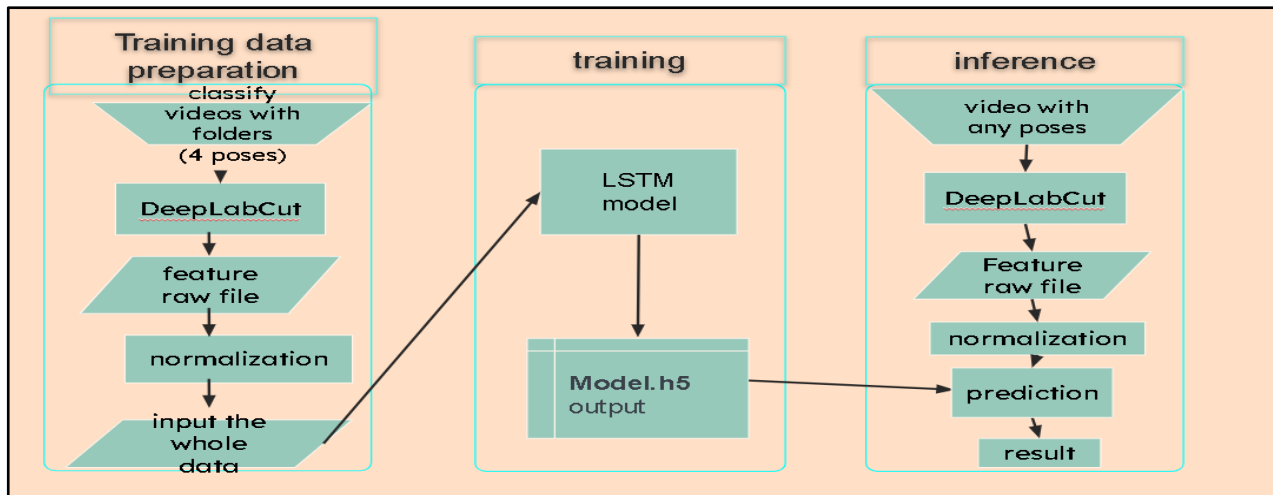 Training data
preparation
classify
videos with
folders
(4 poses)
DeepLabCut
feature
raw file
normalization
input the
whole
data
training
LSTM
model
Model.h5
output
inference
video with
any poses
DeepLabCut
Feature
raw file
normalization
prediction
result